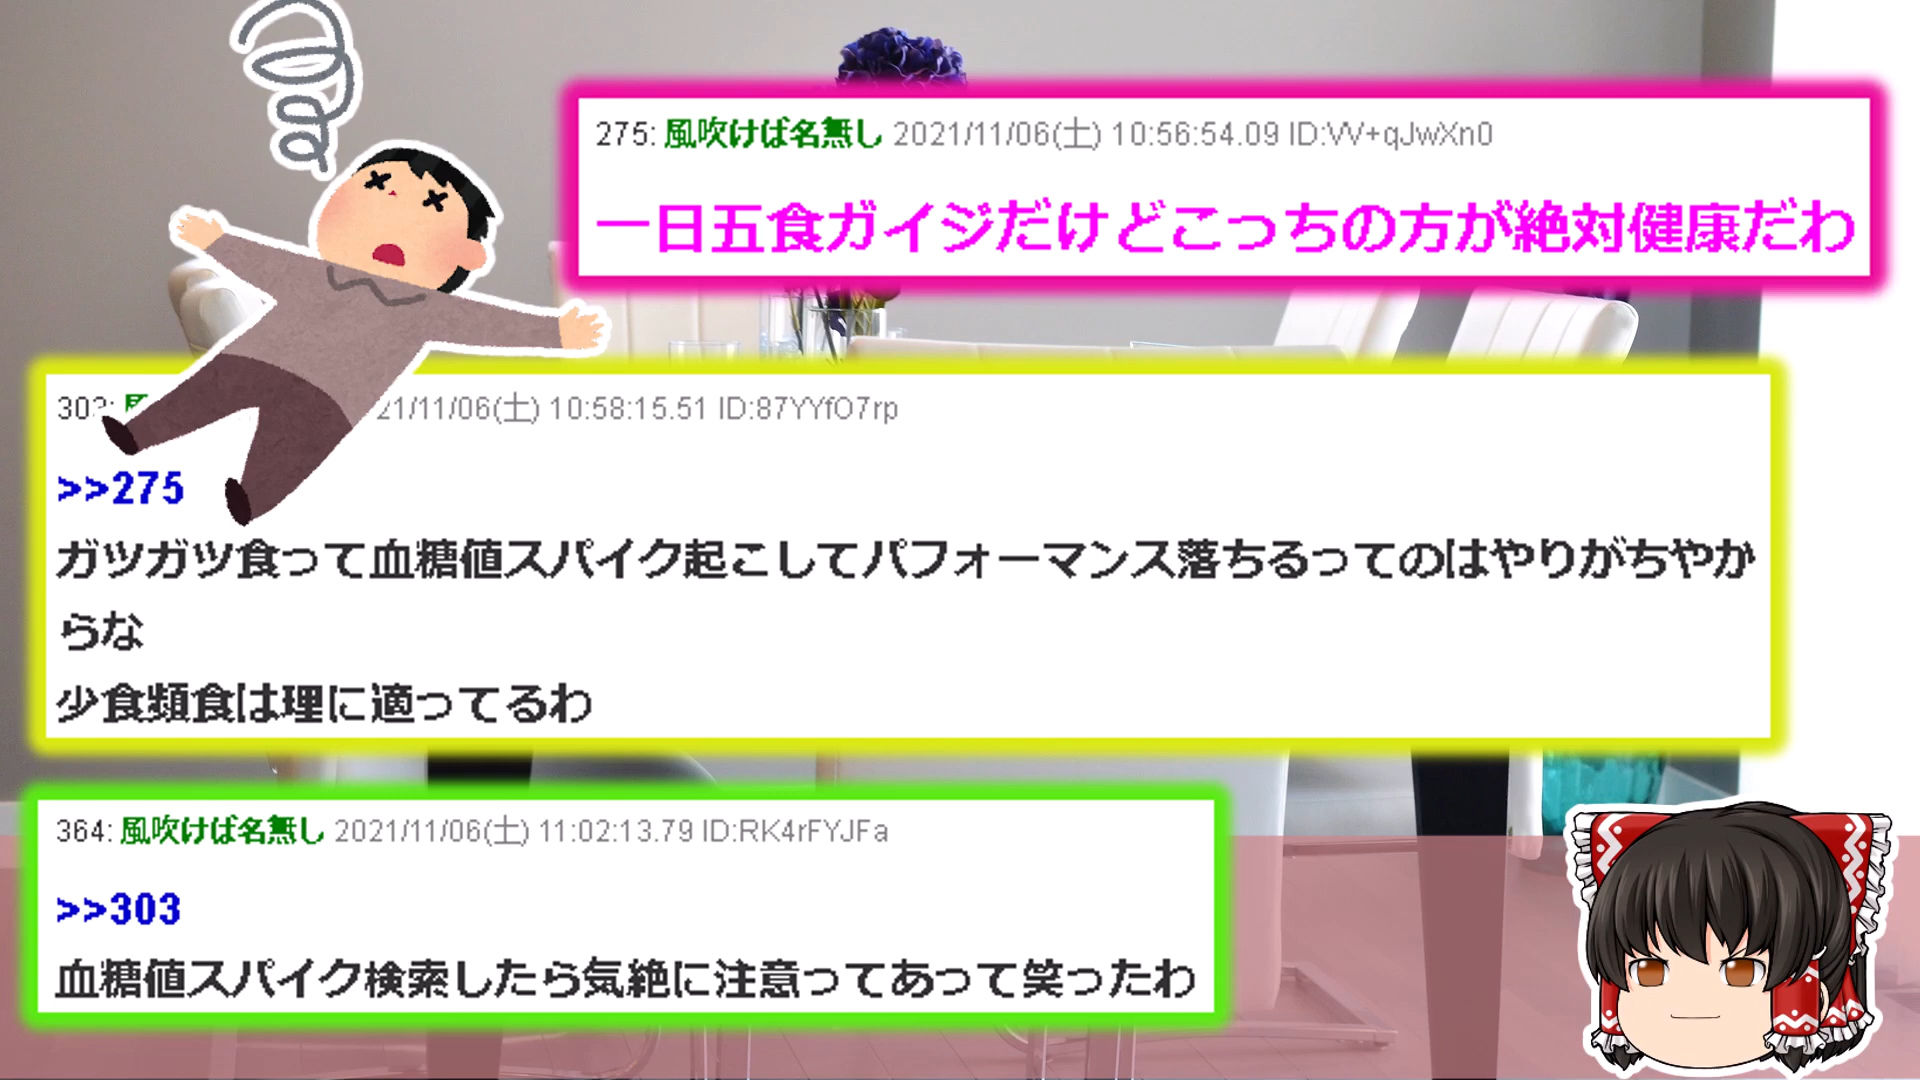 275: 風吹けば名無し 2021/11/06(土) 10:56:54.09 ID:VV+qJwXn0
一日五食ガイジだけどこっちの方が絶対健康だわ
303: 21/11/06(土) 10:58:15.51 ID:87YYfO7rp
>>275
ガツガツ食って血糖値スパイク起こしてパフォーマンス落ちるってのはやりがちやか
らな
少食頻食は理に適ってるわ
364: 風吹けば名無し 2021/11/06(土) 11:02:13.79 ID:RK4rFYJFa
>>303
血糖値スパイク検索したら気絶に注意ってあって笑ったわ